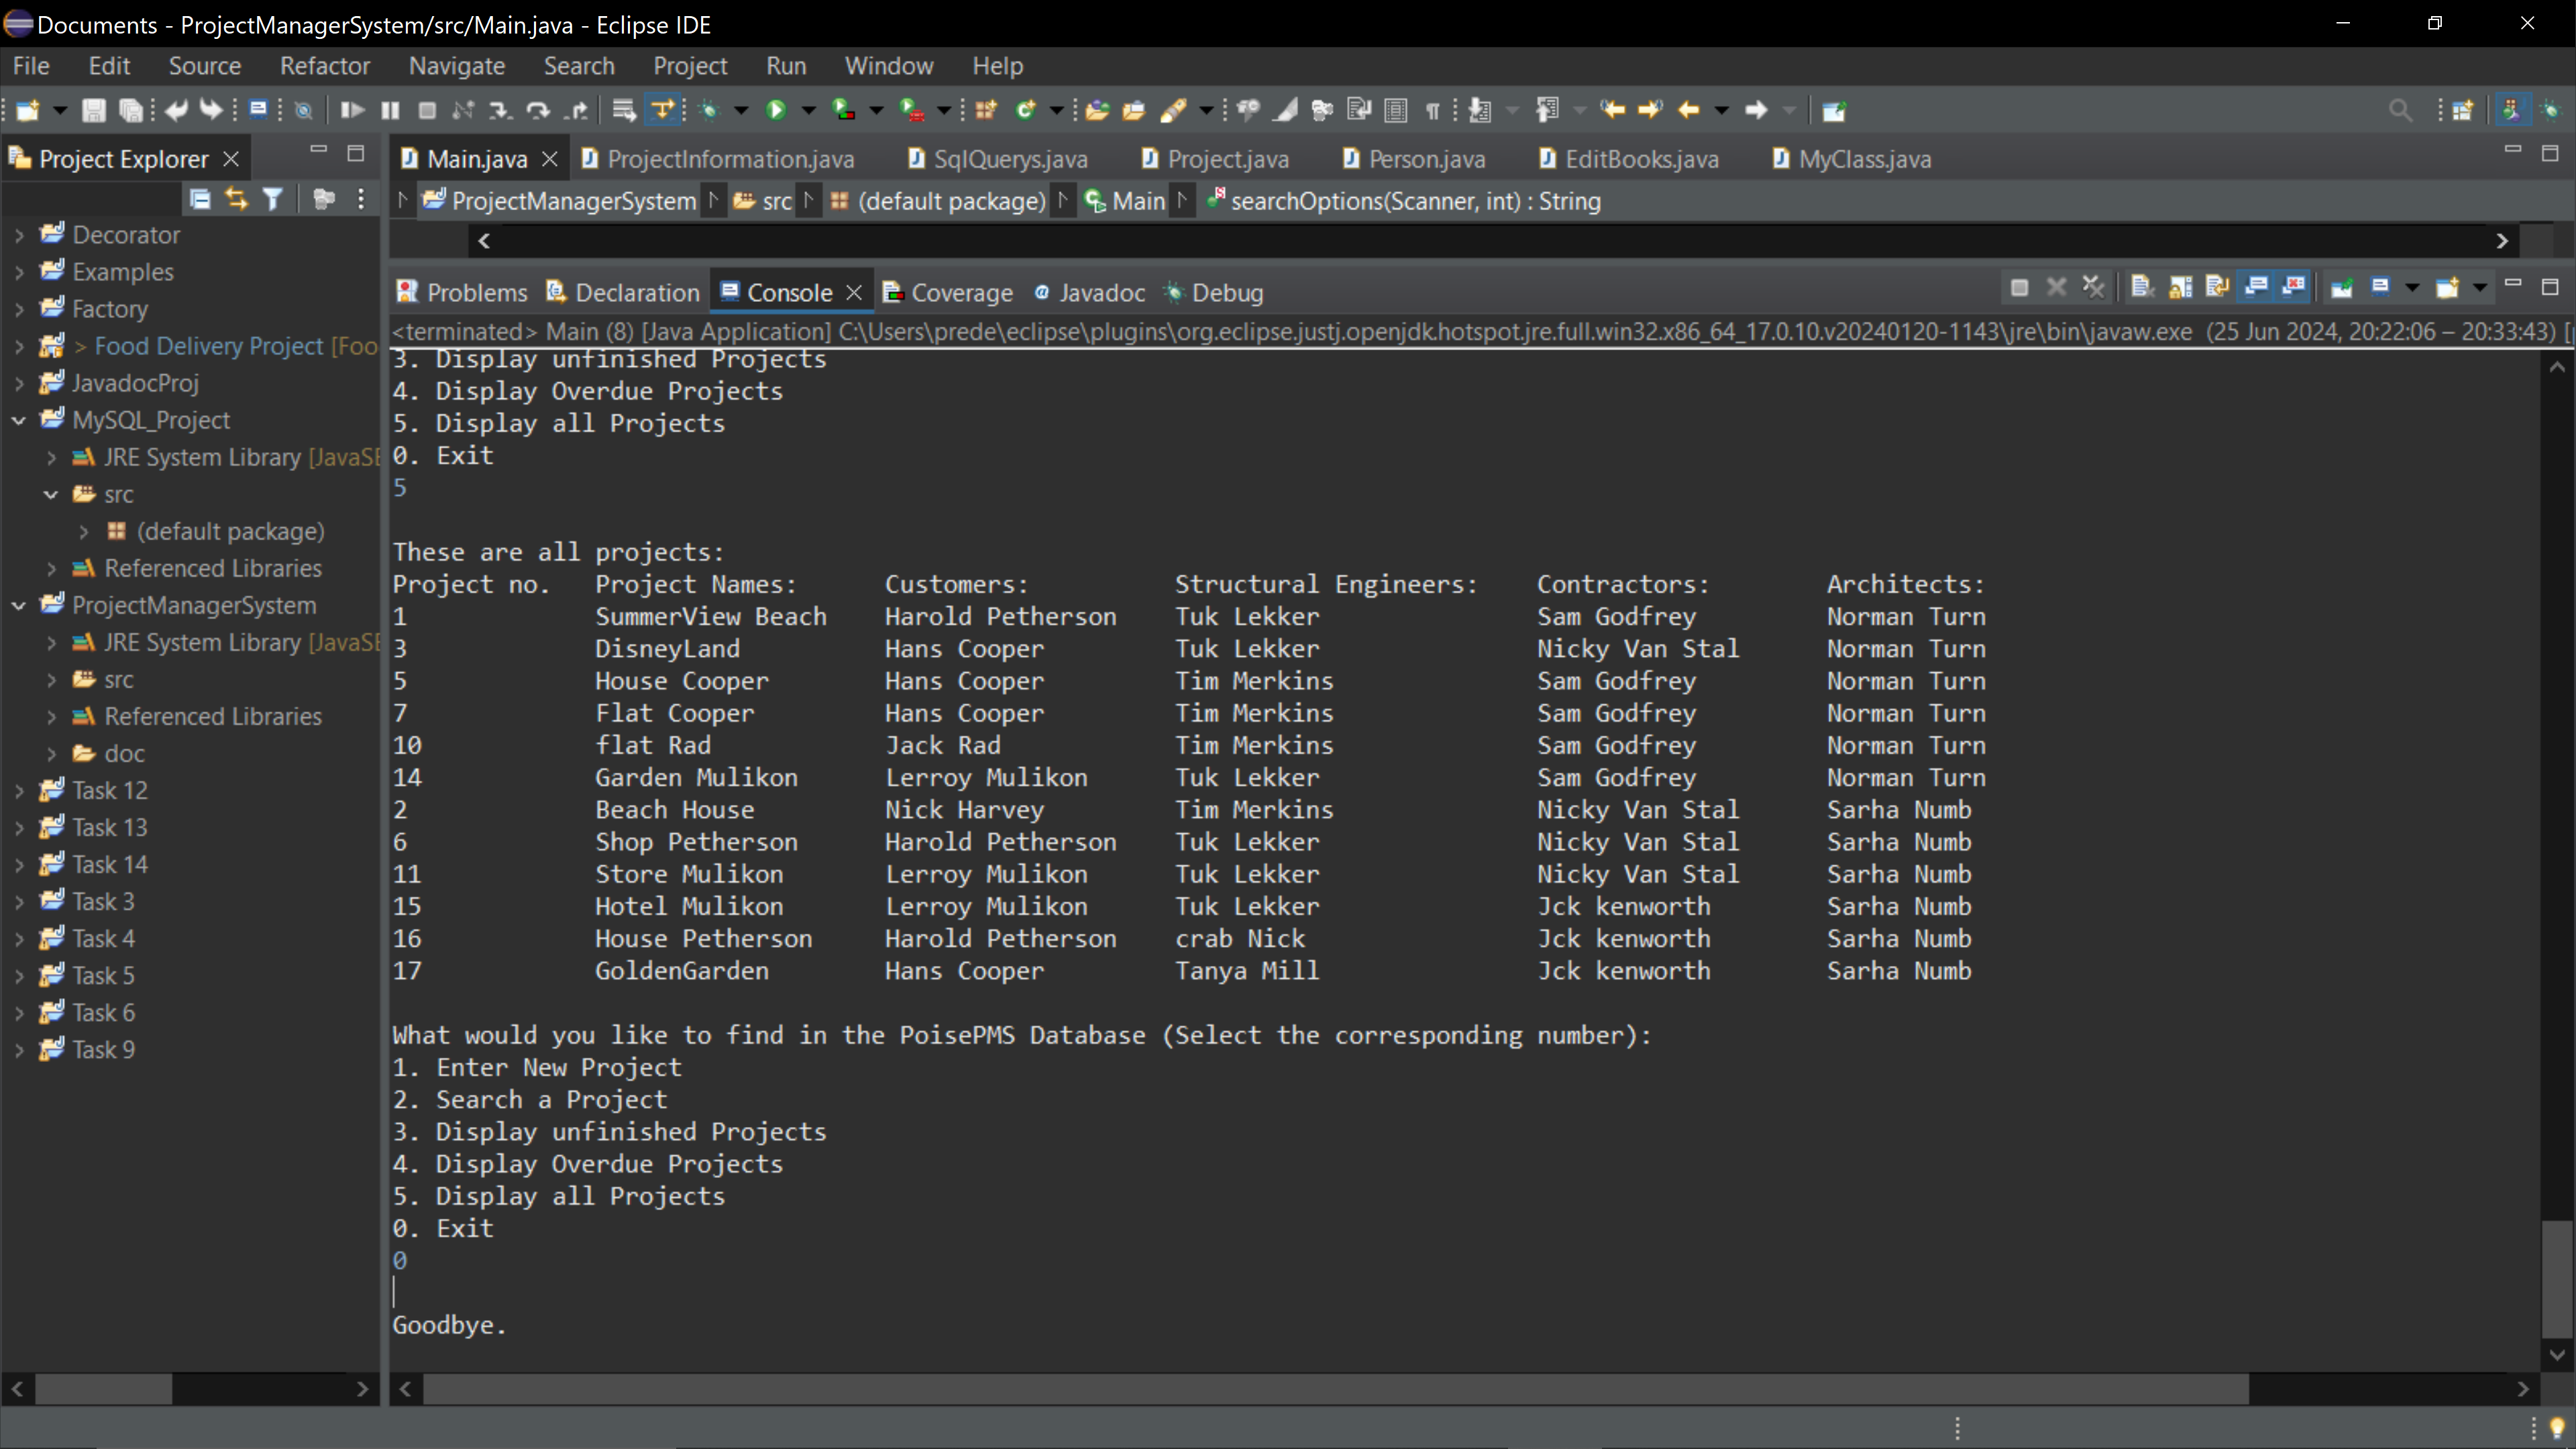 Documents - ProjectManagerSystem/src/Main.java - Eclipse IDE
File Edit Source Refactor Navigate Search Project Run Window Help
Project Explorer
Main.java ProjectInformation.java SqlQuerys.java Project.java Person.java EditBooks.java MyClass.java
ProjectManagerSystem src (default package) Main searchOptions(Scanner, int) : String
Decorator
Examples
Factory
> Food Delivery Project [Foo
JavadocProj
MySQL_Project
JRE System Library [JavaSE
src
(default package)
Referenced Libraries
ProjectManagerSystem
JRE System Library [JavaSE
src
Referenced Libraries
doc
Task 12
Task 13
Task 14
Task 3
Task 4
Task 5
Task 6
Task 9
Problems Declaration Console Coverage Javadoc Debug
<terminated> Main (8) [Java Application] C:\Users\prede\eclipse\plugins\org.eclipse.justj.openjdk.hotspot.jre.full.win32.x86_64_17.0.10.v20240120-1143\jre\bin\javaw.exe (25 Jun 2024, 20:22:06 – 20:33:43) [
3. Display unfinished Projects
4. Display Overdue Projects
5. Display all Projects
0. Exit
5
These are all projects:
Project no. Project Names: Customers: Structural Engineers: Contractors: Architects:
1 SummerView Beach Harold Petherson Tuk Lekker Sam Godfrey Norman Turn
3 DisneyLand Hans Cooper Tuk Lekker Nicky Van Stal Norman Turn
5 House Cooper Hans Cooper Tim Merkins Sam Godfrey Norman Turn
7 Flat Cooper Hans Cooper Tim Merkins Sam Godfrey Norman Turn
10 flat Rad Jack Rad Tim Merkins Sam Godfrey Norman Turn
14 Garden Mulikon Lerroy Mulikon Tuk Lekker Sam Godfrey Norman Turn
2 Beach House Nick Harvey Tim Merkins Nicky Van Stal Sarha Numb
6 Shop Petherson Harold Petherson Tuk Lekker Nicky Van Stal Sarha Numb
11 Store Mulikon Lerroy Mulikon Tuk Lekker Nicky Van Stal Sarha Numb
15 Hotel Mulikon Lerroy Mulikon Tuk Lekker Jck kenworth Sarha Numb
16 House Petherson Harold Petherson crab Nick Jck kenworth Sarha Numb
17 GoldenGarden Hans Cooper Tanya Mill Jck kenworth Sarha Numb
What would you like to find in the PoisePMS Database (Select the corresponding number):
1. Enter New Project
2. Search a Project
3. Display unfinished Projects
4. Display Overdue Projects
5. Display all Projects
0. Exit
0
Goodbye.